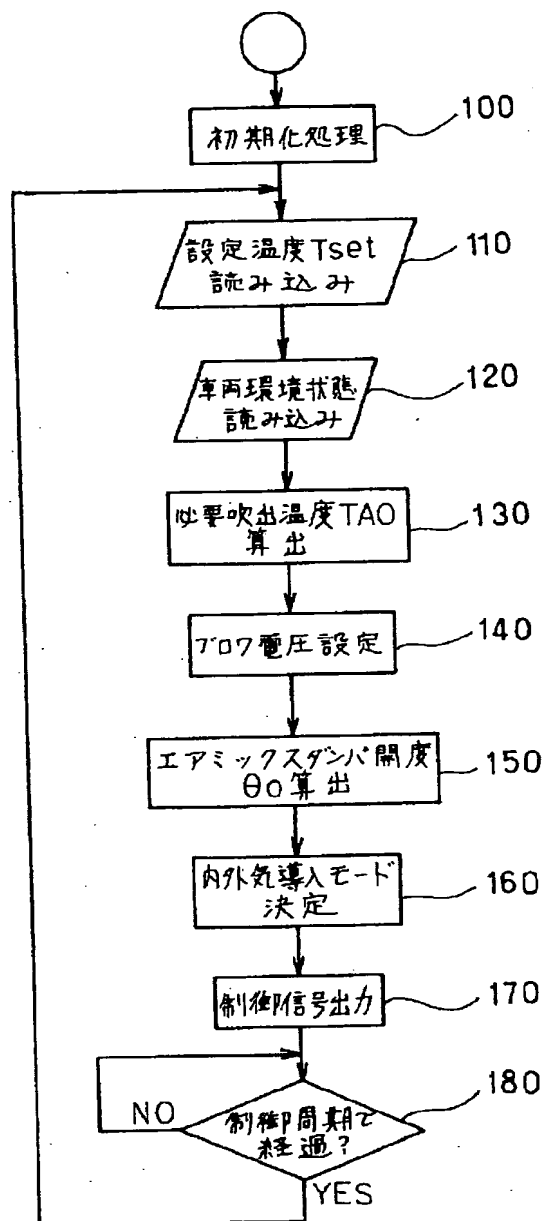 初期化処理
100
設定温度Tset
読み込み
110
車両環境状態
読み込み
120
必要吹出温度TAO
算出
130
ブロワ電圧設定
140
エアミックスダンパ開度
θo算出
150
内外気導入モード
決定
160
制御信号出力
170
制御周期τ
経過?
180
NO
YES